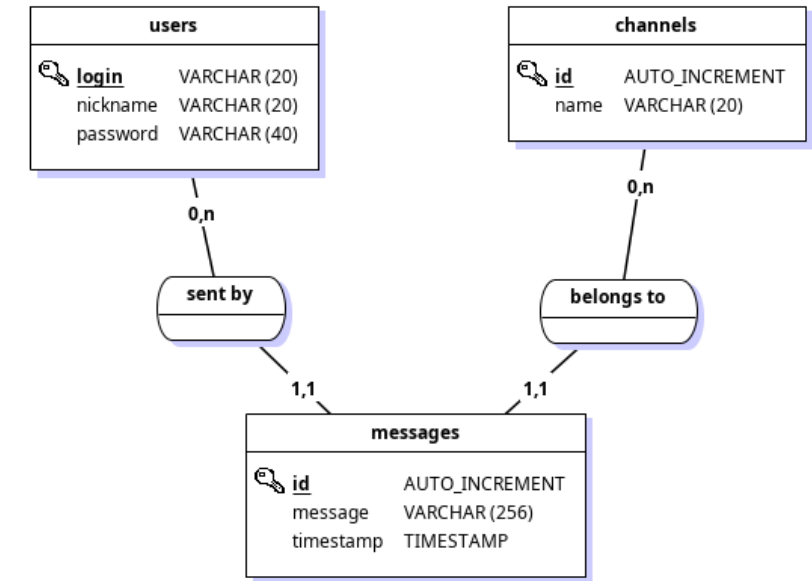 users
login VARCHAR (20)
nickname VARCHAR (20)
password VARCHAR (40)
channels
id AUTO_INCREMENT
name VARCHAR (20)
0,n
0,n
sent by
belongs to
1,1
1,1
messages
id AUTO_INCREMENT
message VARCHAR (256)
timestamp TIMESTAMP